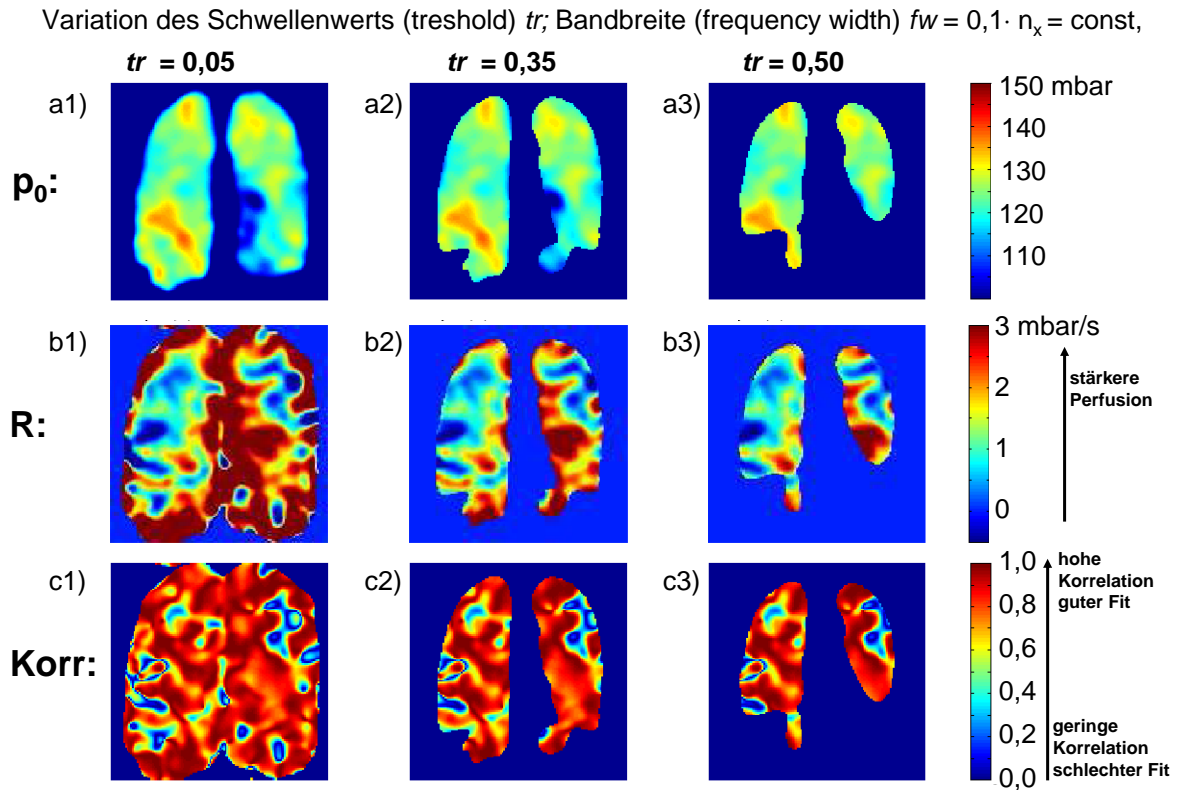 Variation des Schwellenwerts (treshold) tr; Bandbreite (frequency width) fw = 0,1· nₓ = const,
tr = 0,05
tr = 0,35
tr = 0,50
a1)
a2)
a3)
150 mbar
140
130
120
110
p₀:
b1)
b2)
b3)
3 mbar/s
2
1
0
stärkere
Perfusion
R:
c1)
c2)
c3)
1,0
0,8
0,6
0,4
0,2
0,0
hohe
Korrelation
guter Fit
Korr:
geringe
Korrelation
schlechter Fit